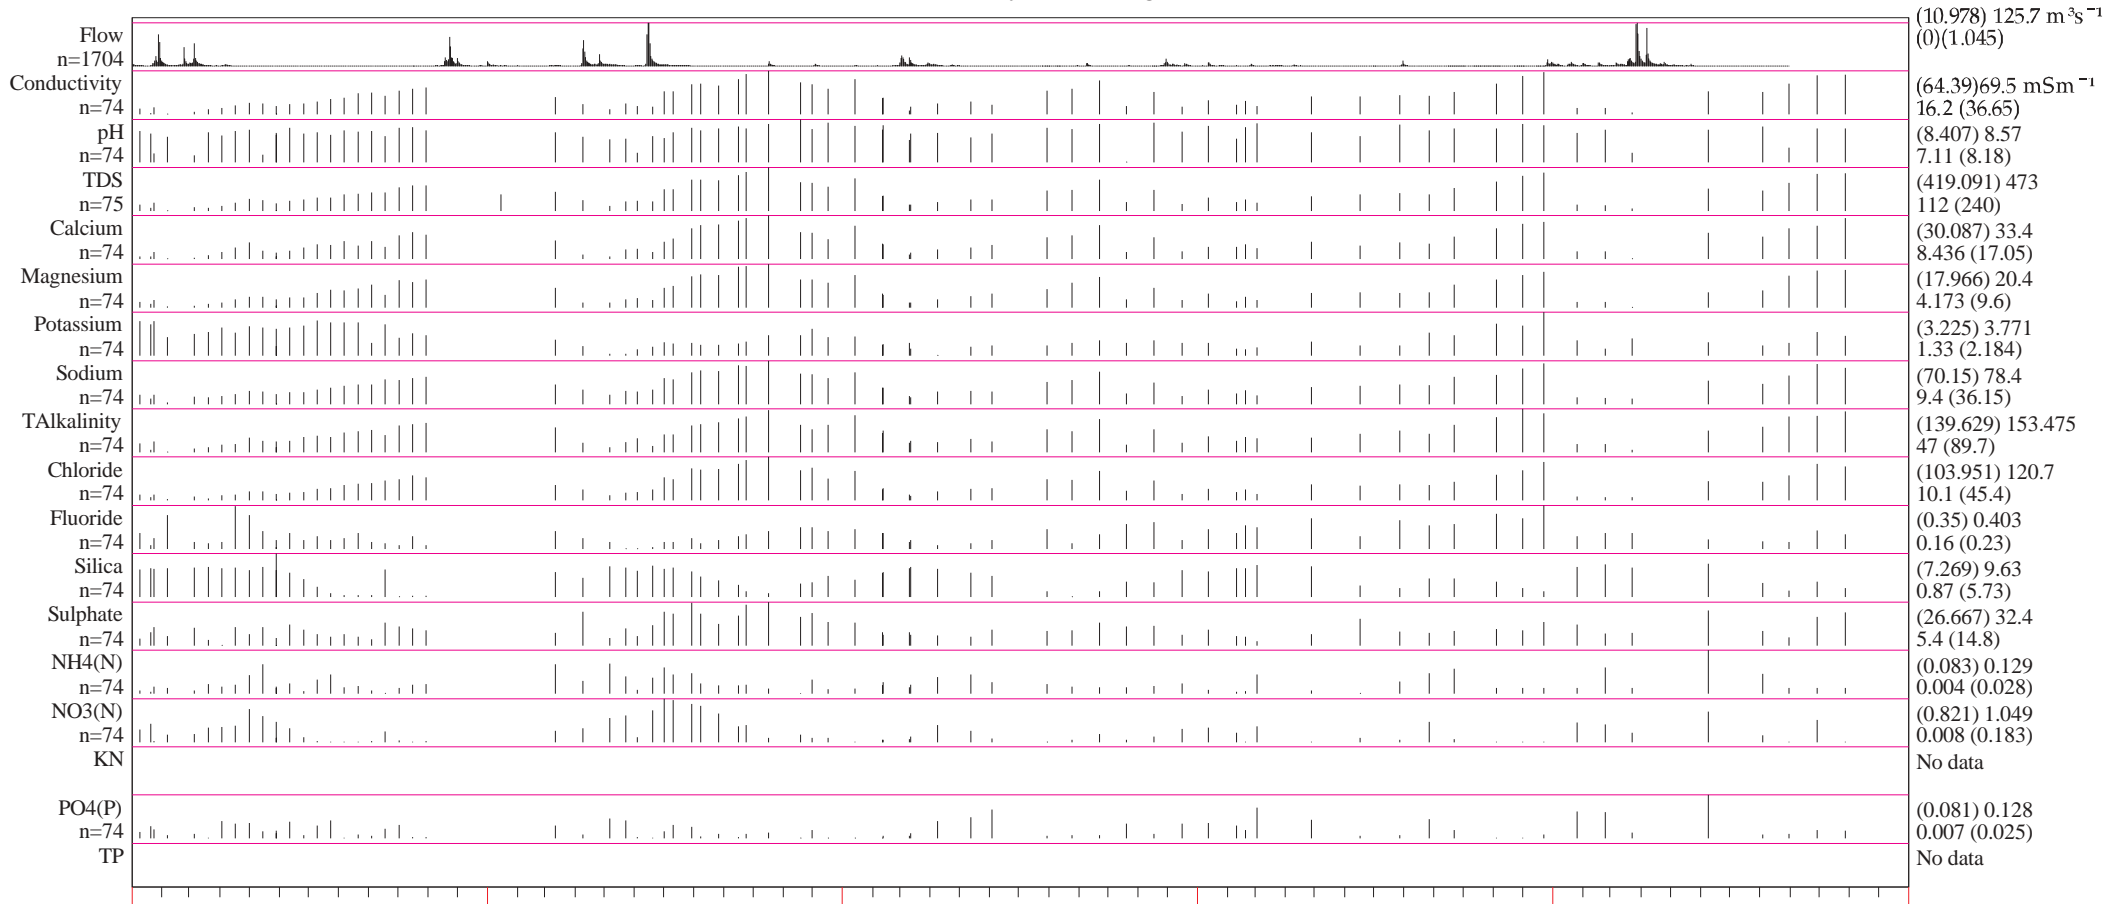 Flow
n=1704
(10.978) 125.7 m³s⁻¹
(0)(1.045)
Conductivity
n=74
(64.39)69.5 mSm⁻¹
16.2 (36.65)
pH
n=74
(8.407) 8.57
7.11 (8.18)
TDS
n=75
(419.091) 473
112 (240)
Calcium
n=74
(30.087) 33.4
8.436 (17.05)
Magnesium
n=74
(17.966) 20.4
4.173 (9.6)
Potassium
n=74
(3.225) 3.771
1.33 (2.184)
Sodium
n=74
(70.15) 78.4
9.4 (36.15)
TAlkalinity
n=74
(139.629) 153.475
47 (89.7)
Chloride
n=74
(103.951) 120.7
10.1 (45.4)
Fluoride
n=74
(0.35) 0.403
0.16 (0.23)
Silica
n=74
(7.269) 9.63
0.87 (5.73)
Sulphate
n=74
(26.667) 32.4
5.4 (14.8)
NH4(N)
n=74
(0.083) 0.129
0.004 (0.028)
NO3(N)
n=74
(0.821) 1.049
0.008 (0.183)
KN
No data
PO4(P)
n=74
(0.081) 0.128
0.007 (0.025)
TP
No data